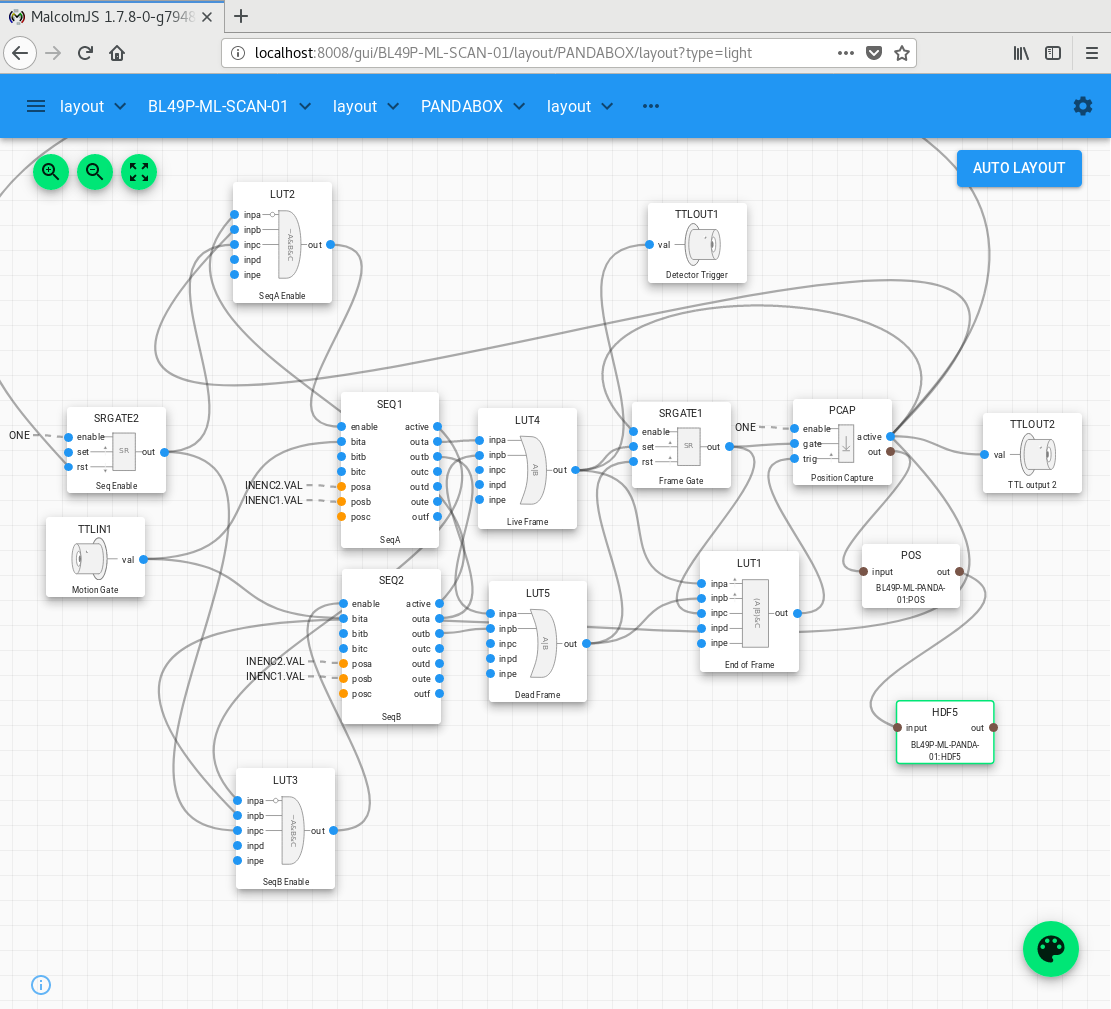 MalcolmJS 1.7.8-0-g7948
localhost:8008/gui/BL49P-ML-SCAN-01/layout/PANDABOX/layout?type=light
layout BL49P-ML-SCAN-01 layout PANDABOX layout
AUTO LAYOUT
LUT2
inpa
inpb
inpc
inpd
inpe
~A&B&C
out
SeqA Enable
TTLOUT1
val
Detector Trigger
SRGATE2
ONE
enable
set
rst
SR
out
Seq Enable
SEQ1
enable
bita
bitb
bitc
posa
posb
posc
active
outa
outb
outc
outd
oute
outf
INENC2.VAL
INENC1.VAL
SeqA
LUT4
inpa
inpb
inpc
inpd
inpe
A|B
out
Live Frame
SRGATE1
enable
set
rst
SR
out
Frame Gate
PCAP
ONE
enable
gate
trig
active
out
Position Capture
TTLOUT2
val
TTL output 2
TTLIN1
val
Motion Gate
SEQ2
enable
bita
bitb
bitc
posa
posb
posc
active
outa
outb
outc
outd
oute
outf
INENC2.VAL
INENC1.VAL
SeqB
LUT5
inpa
inpb
inpc
inpd
inpe
A|B
out
Dead Frame
LUT1
inpa
inpb
inpc
inpd
inpe
(A|B)&C
out
End of Frame
POS
input
out
BL49P-ML-PANDA-
01:POS
HDF5
input
out
BL49P-ML-PANDA-
01:HDF5
LUT3
inpa
inpb
inpc
inpd
inpe
~A&B&C
out
SeqB Enable